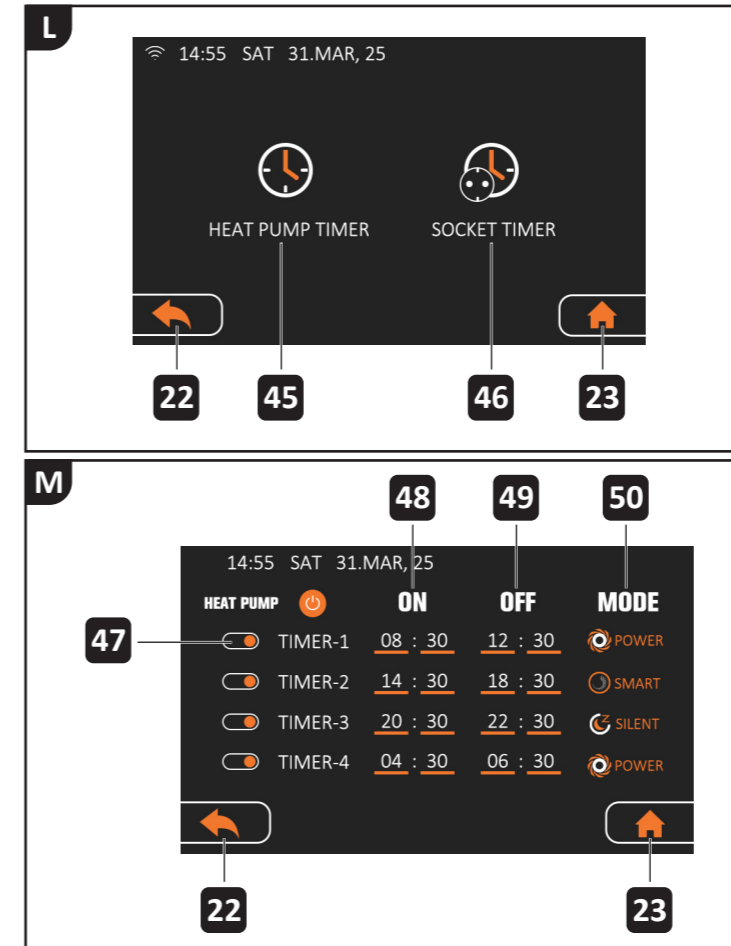 L
14:55 SAT 31.MAR, 25
HEAT PUMP TIMER SOCKET TIMER
22 45 46 23
M
48 49 50
14:55 SAT 31.MAR, 25
HEAT PUMP ON OFF MODE
47 TIMER-1 08 : 30 12 : 30 POWER
TIMER-2 14 : 30 18 : 30 SMART
TIMER-3 20 : 30 22 : 30 Z SILENT
TIMER-4 04 : 30 06 : 30 POWER
22 23